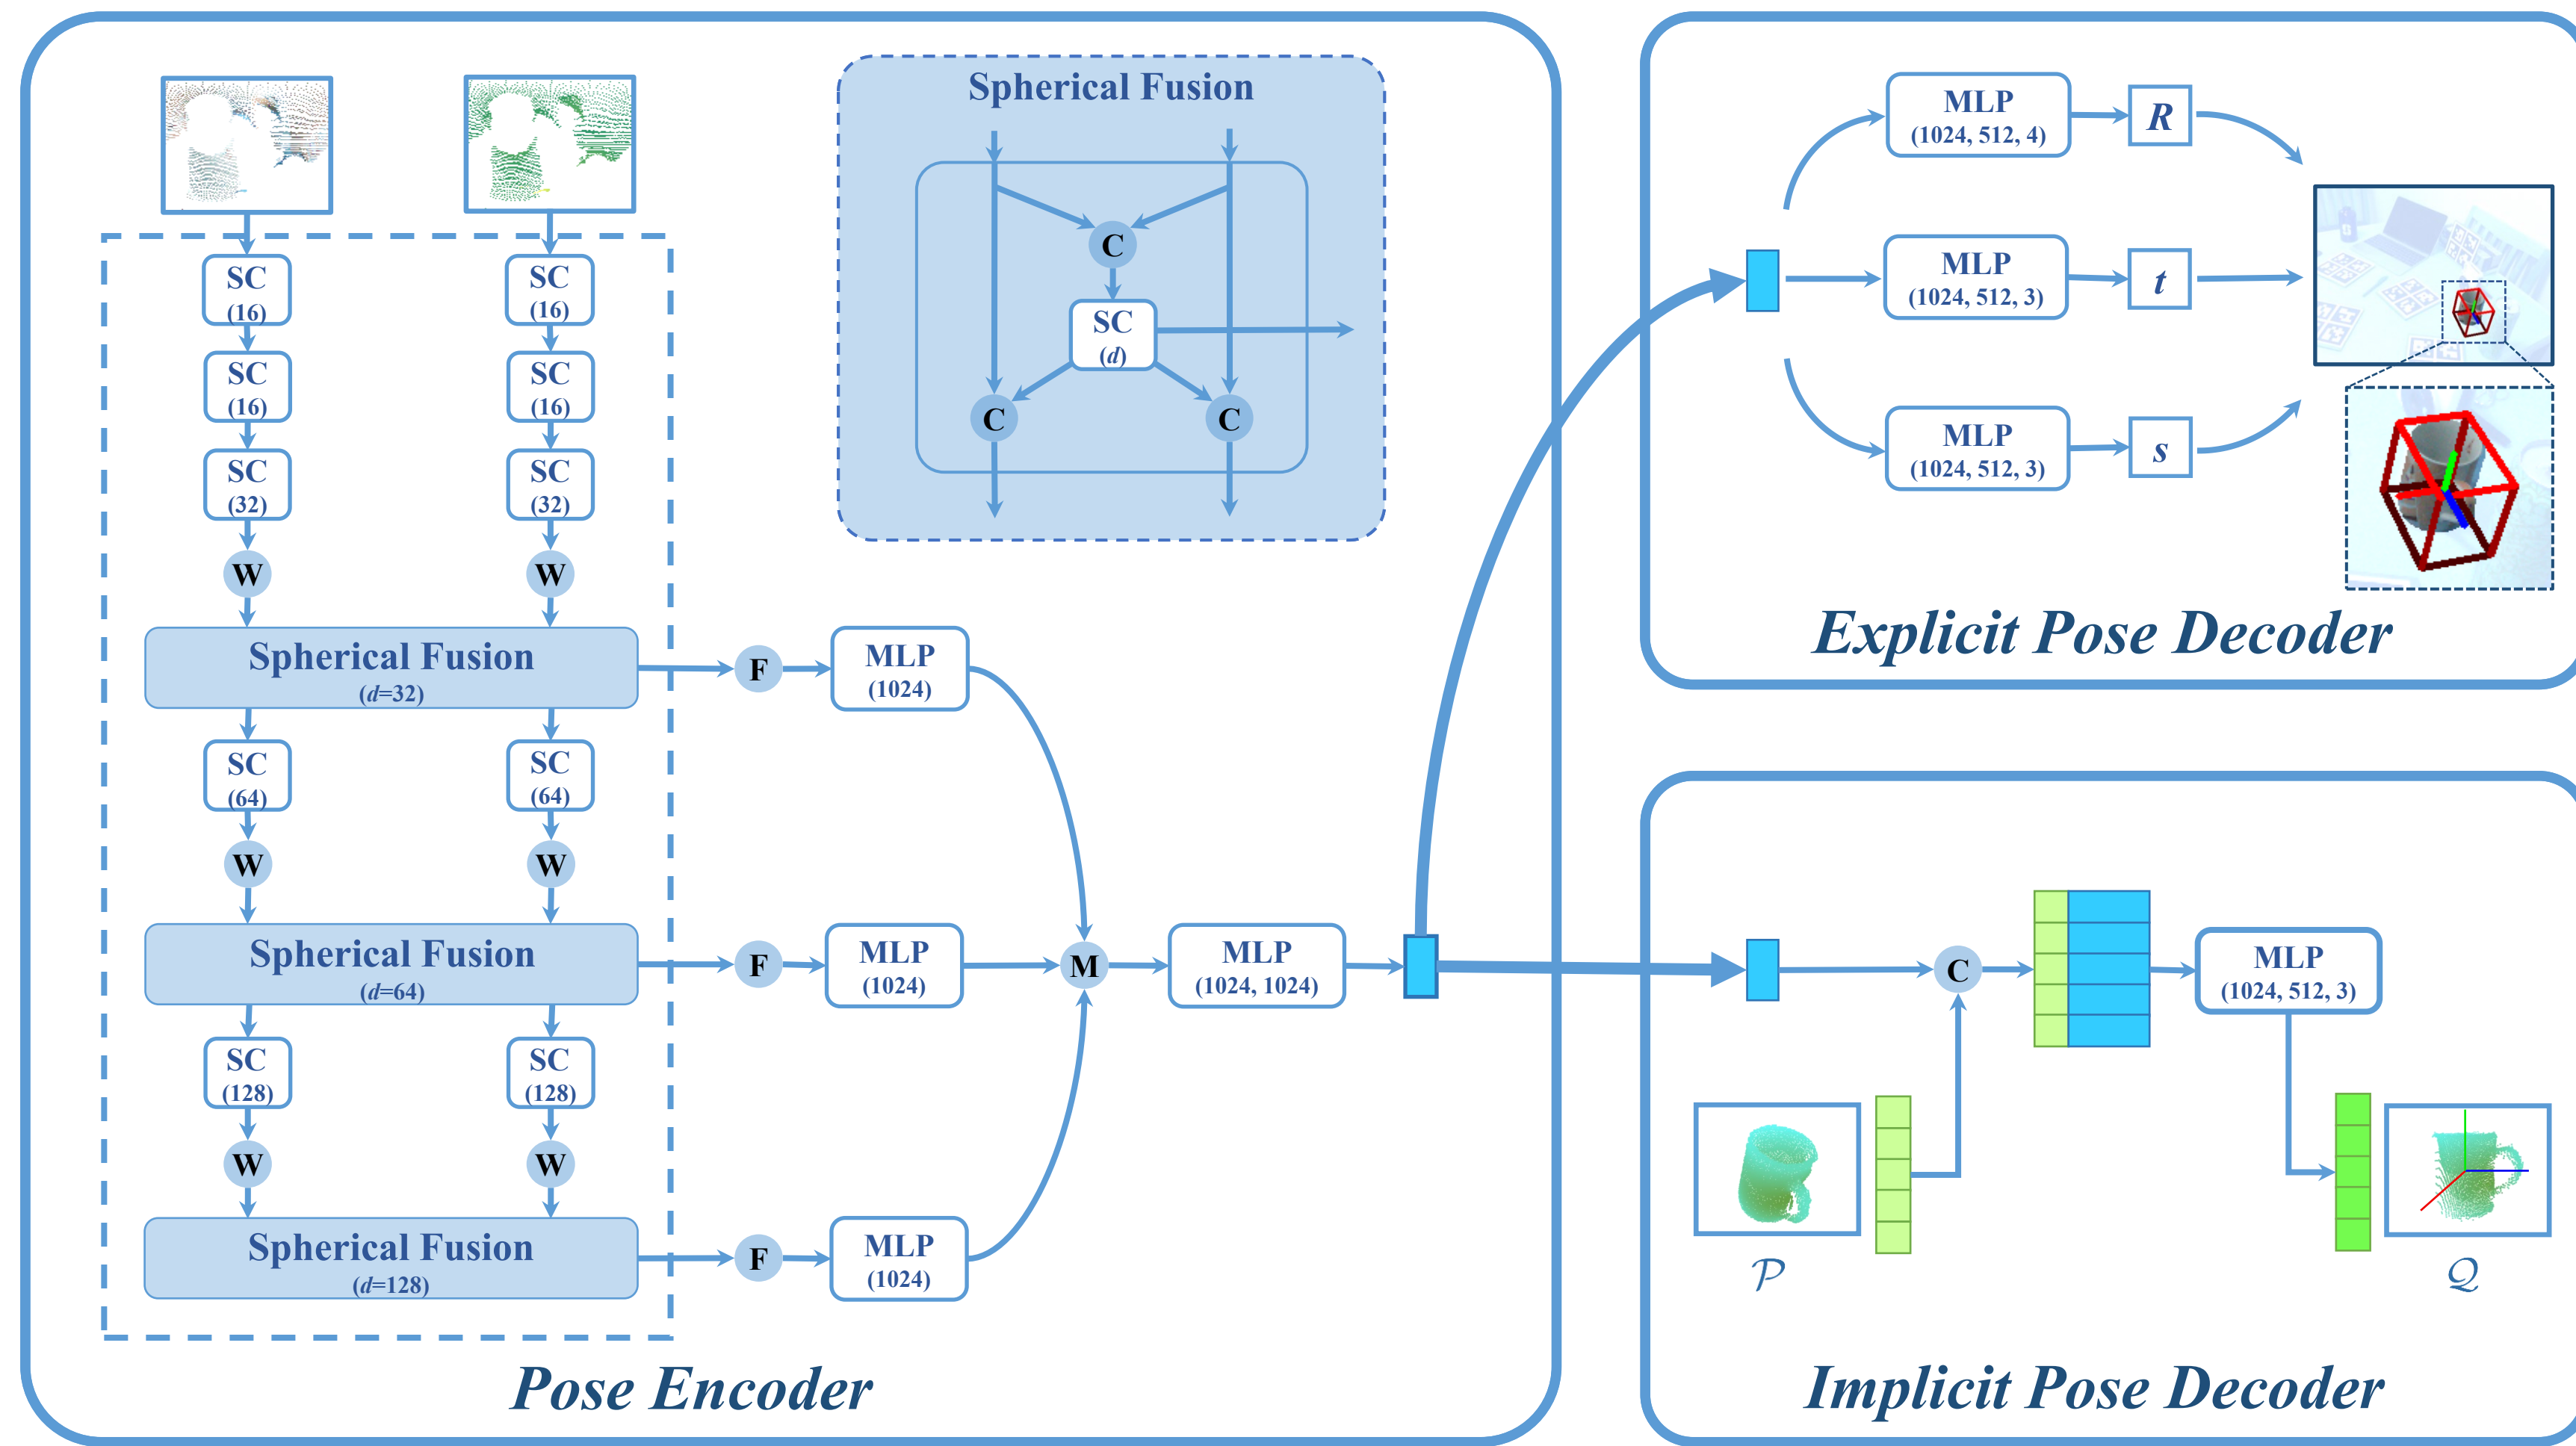 Spherical Fusion
C
SC
(d)
C
C
SC
(16)
SC
(16)
SC
(16)
SC
(16)
SC
(32)
SC
(32)
W
W
Spherical Fusion
(d=32)
F
MLP
(1024)
SC
(64)
SC
(64)
W
W
Spherical Fusion
(d=64)
F
MLP
(1024)
M
MLP
(1024, 1024)
SC
(128)
SC
(128)
W
W
Spherical Fusion
(d=128)
F
MLP
(1024)
Pose Encoder
MLP
(1024, 512, 4)
R
MLP
(1024, 512, 3)
t
MLP
(1024, 512, 3)
s
Explicit Pose Decoder
C
MLP
(1024, 512, 3)
𝒫
𝒬
Implicit Pose Decoder